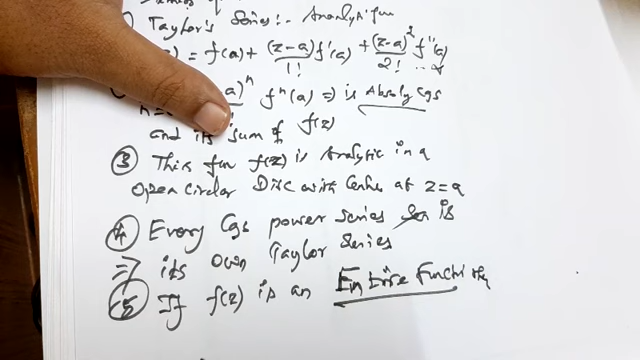 Taylor's Series:- Analytic fun
= f(a) + (z-a)/1! f'(a) + (z-a)²/2! f''(a) ..
a)ⁿ fⁿ(a) ⇒ is Absoly Cgs
and its sum of f(z)
③ This fun f(z) is Analytic in a
open circular Disc with Centre at z=a
④ Every Cgs power series is
⇒ its own Taylor Series
⑤ If f(z) is an Entire function